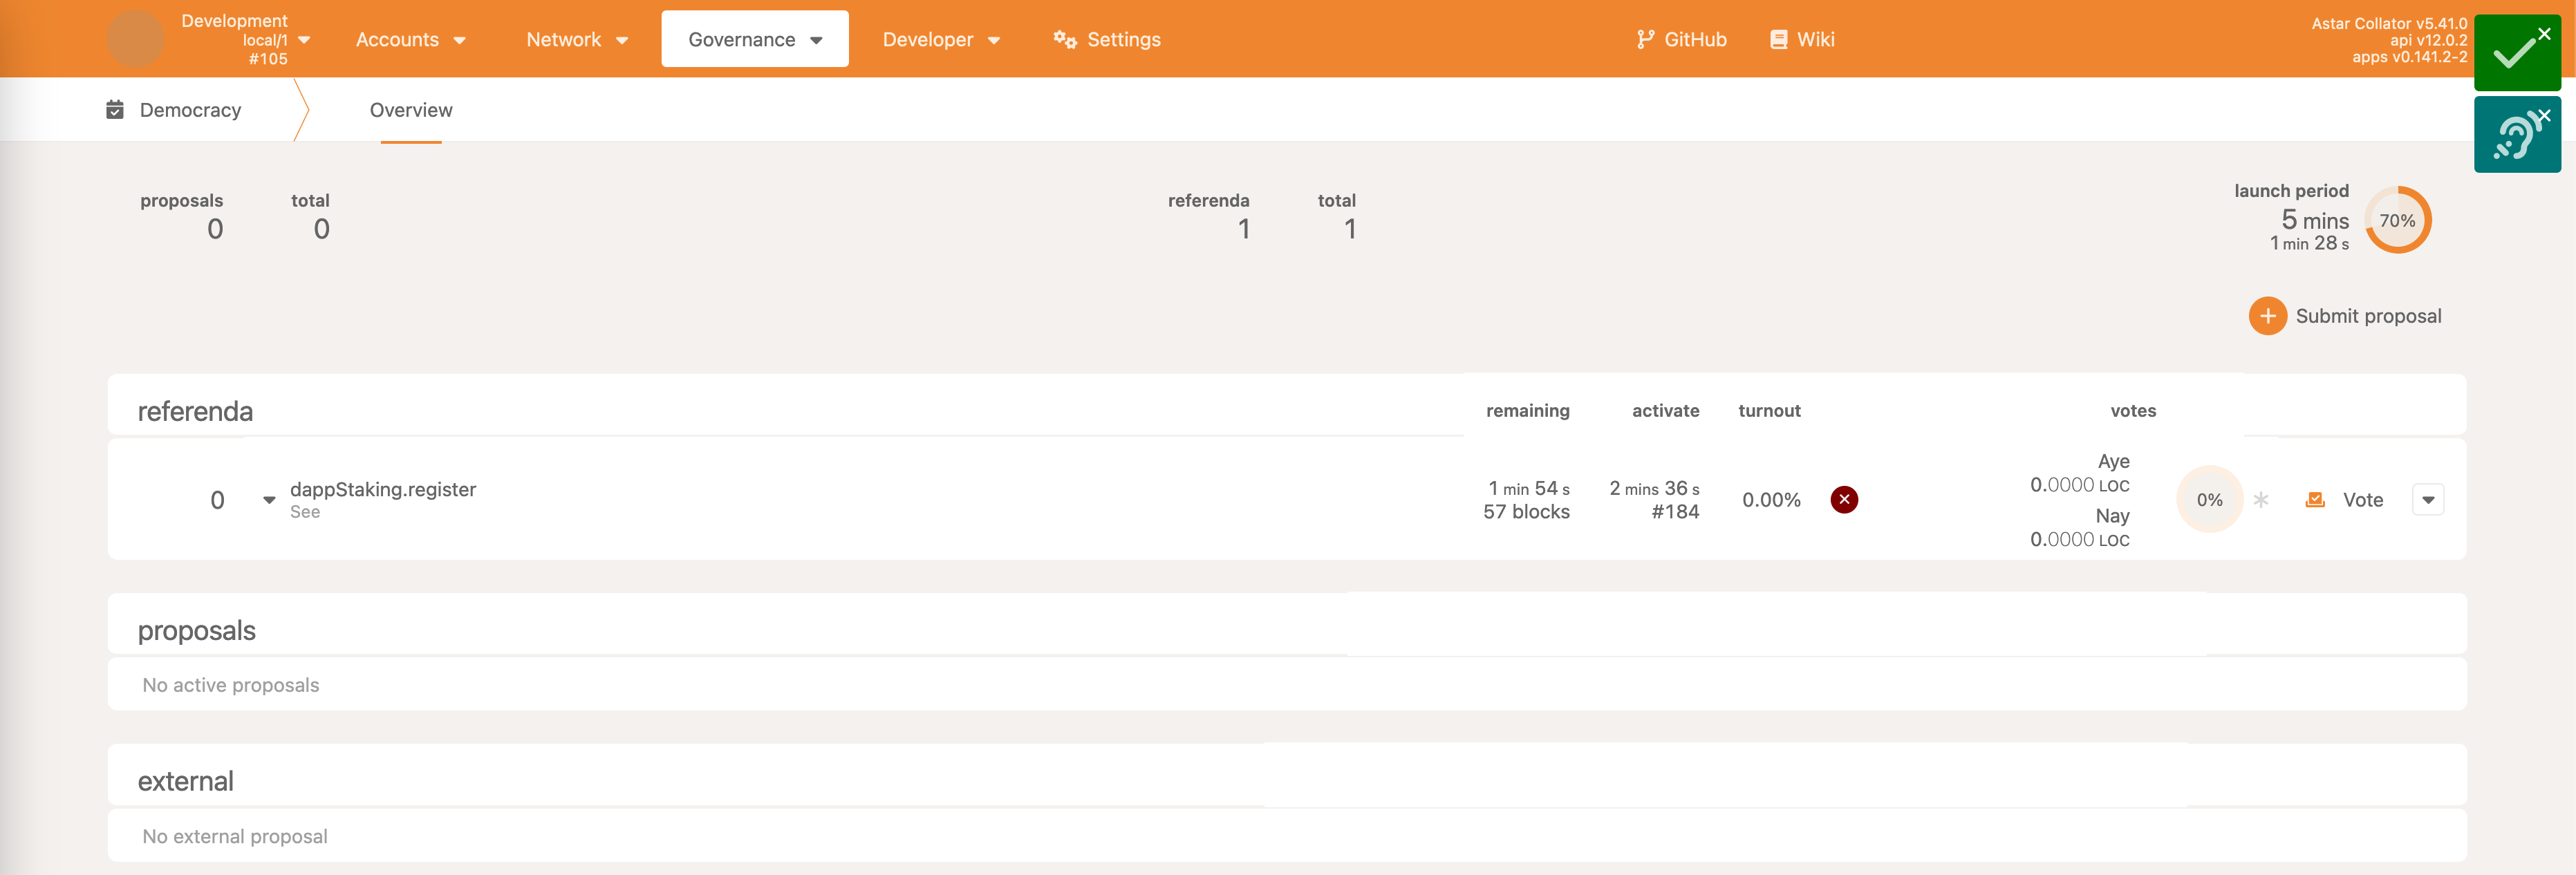 Development
local/1
#105
Accounts
Network
Governance
Developer
Settings
GitHub
Wiki
Astar Collator v5.41.0
api v12.0.2
apps v0.141.2-2
Democracy
Overview
proposals
0
total
0
referenda
1
total
1
launch period
5 mins
1 min 28 s
70%
Submit proposal
referenda
remaining
activate
turnout
votes
0
dappStaking.register
See
1 min 54 s
57 blocks
2 mins 36 s
#184
0.00%
Aye
0.0000 LOC
Nay
0.0000 LOC
0%
Vote
proposals
No active proposals
external
No external proposal